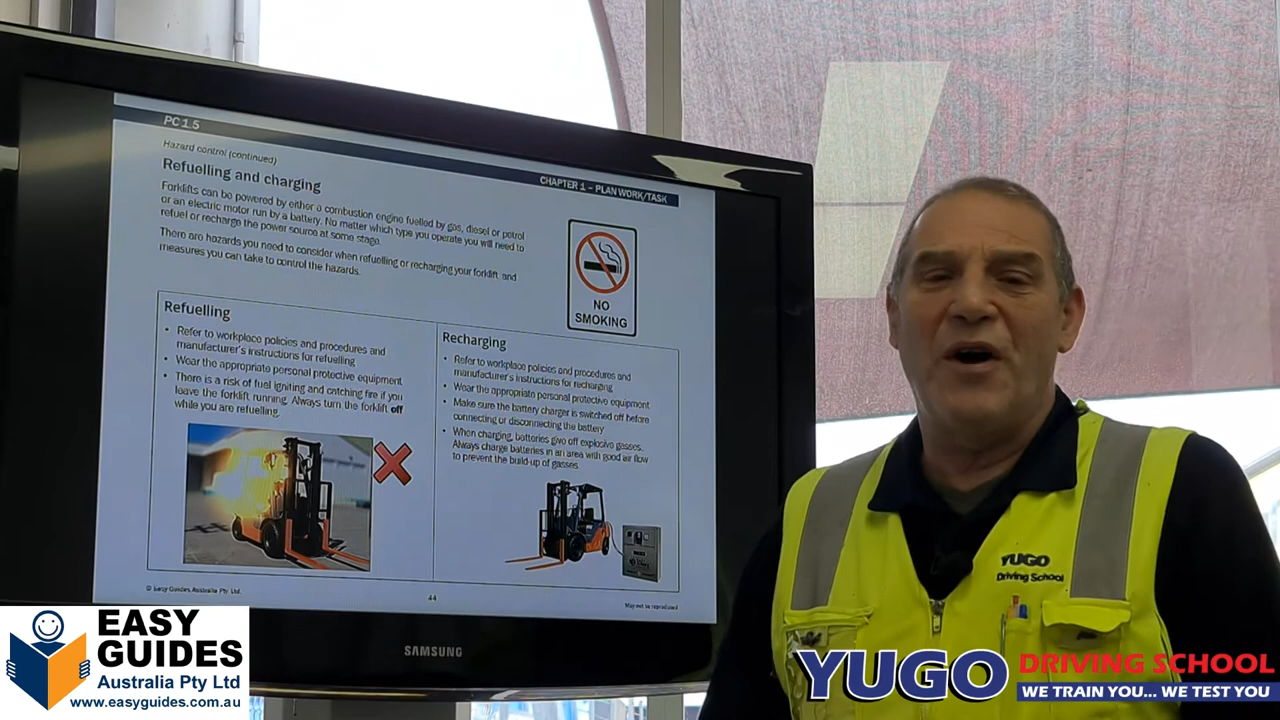 PC 1.5
CHAPTER 1 – PLAN WORK/TASK
Hazard control (continued)
Refuelling and charging
Forklifts can be powered by either a combustion engine fuelled by gas, diesel or petrol
or an electric motor run by a battery. No matter which type you operate you will need to
refuel or recharge the power source at some stage.
There are hazards you need to consider when refuelling or recharging your forklift, and
measures you can take to control the hazards.
NO
SMOKING
Refuelling
• Refer to workplace policies and procedures and
manufacturer's instructions for refuelling
• Wear the appropriate personal protective equipment
• There is a risk of fuel igniting and catching fire if you
leave the forklift running. Always turn the forklift off
while you are refuelling.
Recharging
• Refer to workplace policies and procedures and
manufacturer's instructions for recharging
• Wear the appropriate personal protective equipment
• Make sure the battery charger is switched off before
connecting or disconnecting the battery
• When charging, batteries give off explosive gasses.
Always charge batteries in an area with good air flow
to prevent the build-up of gasses.
© Easy Guides Australia Pty. Ltd.
44
May not be reproduced
SAMSUNG
EASY
GUIDES
Australia Pty Ltd
www.easyguides.com.au
YUGO
Driving School
YUGO
DRIVING SCHOOL
WE TRAIN YOU... WE TEST YOU